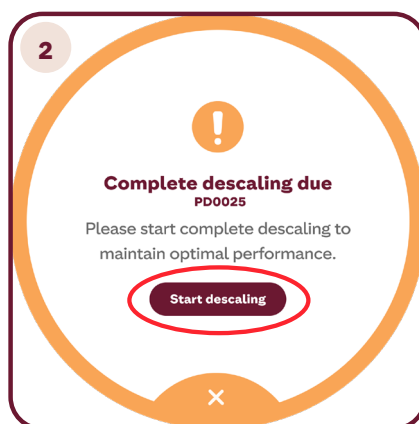 2
Complete descaling due
PD0025
Please start complete descaling to
maintain optimal performance.
Start descaling